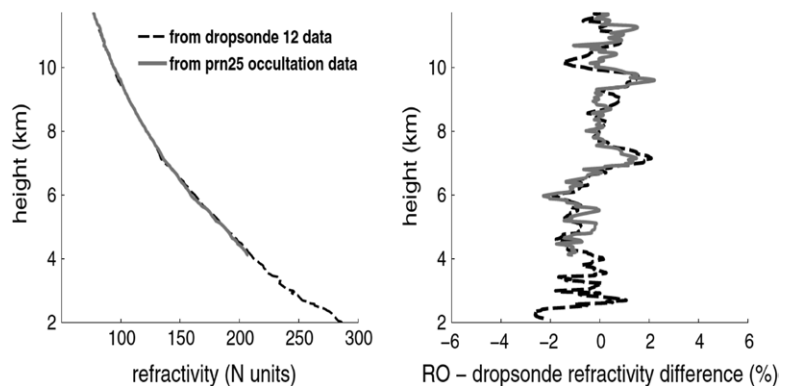 from dropsonde 12 data
from prn25 occultation data
height (km)
10
8
6
4
2
100 150 200 250 300
refractivity (N units)
height (km)
10
8
6
4
2
−6 −4 −2 0 2 4 6
RO − dropsonde refractivity difference (%)